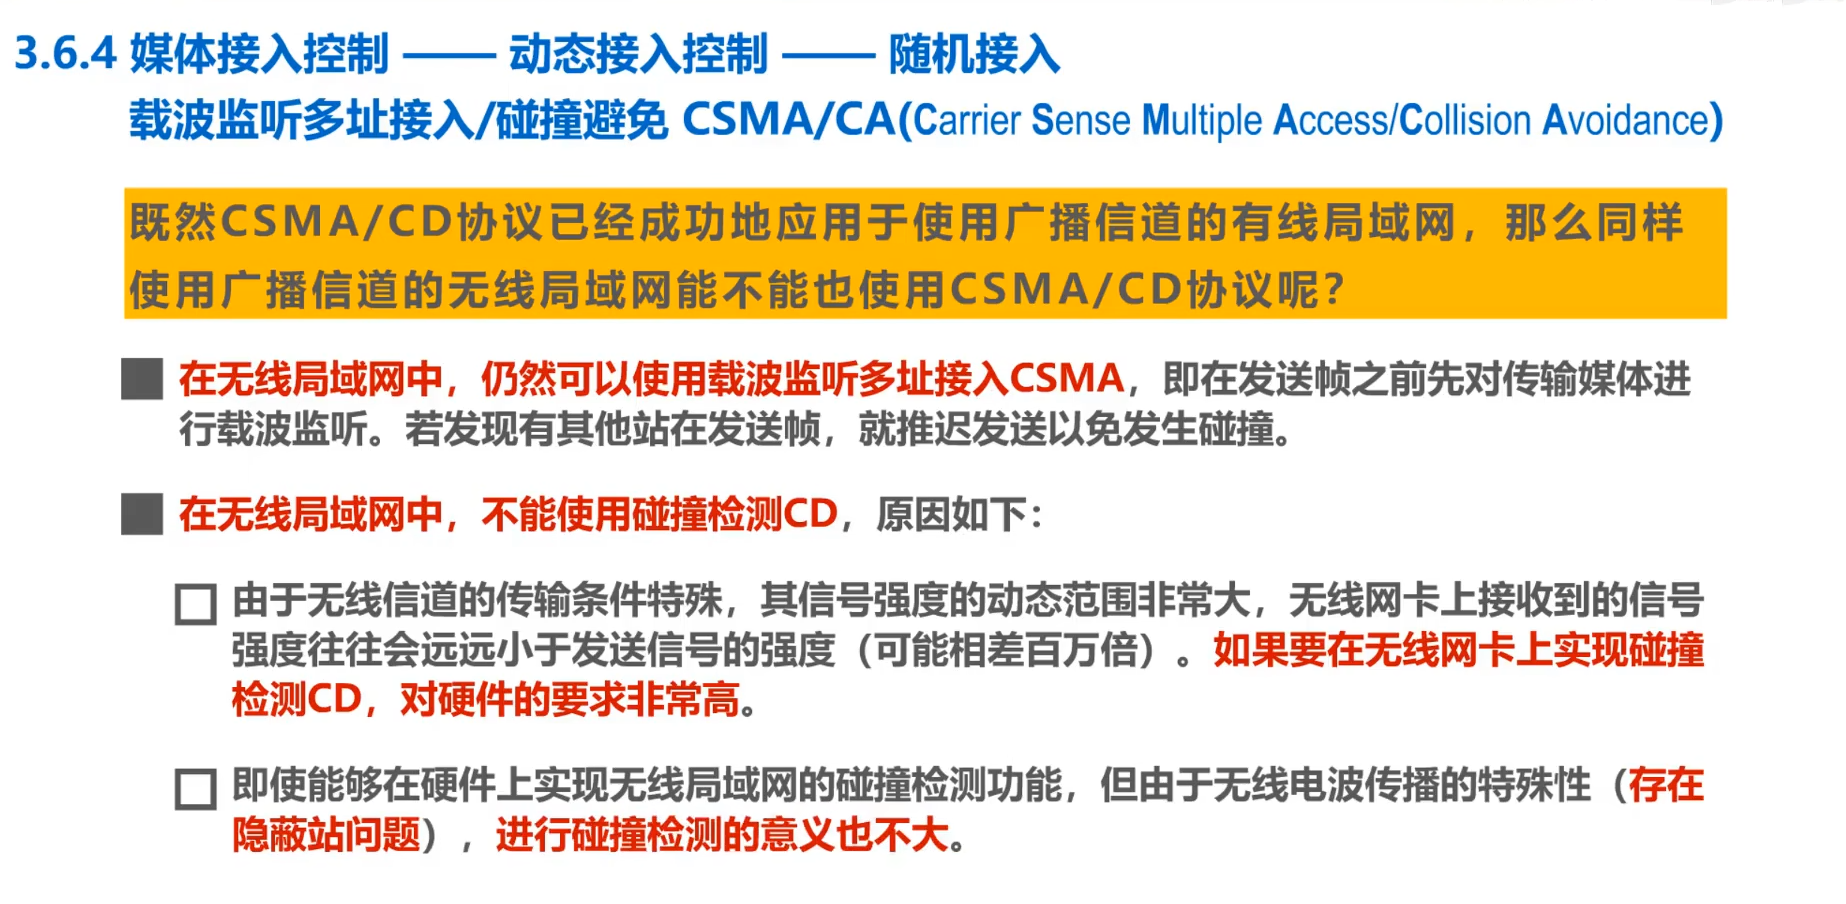 3.6.4 媒体接入控制 —— 动态接入控制 —— 随机接入
载波监听多址接入/碰撞避免 CSMA/CA(Carrier Sense Multiple Access/Collision Avoidance)
既然CSMA/CD协议已经成功地应用于使用广播信道的有线局域网，那么同样
使用广播信道的无线局域网能不能也使用CSMA/CD协议呢？
在无线局域网中，仍然可以使用载波监听多址接入CSMA，即在发送帧之前先对传输媒体进
行载波监听。若发现有其他站在发送帧，就推迟发送以免发生碰撞。
在无线局域网中，不能使用碰撞检测CD，原因如下：
由于无线信道的传输条件特殊，其信号强度的动态范围非常大，无线网卡上接收到的信号
强度往往会远远小于发送信号的强度（可能相差百万倍）。如果要在无线网卡上实现碰撞
检测CD，对硬件的要求非常高。
即使能够在硬件上实现无线局域网的碰撞检测功能，但由于无线电波传播的特殊性（存在
隐蔽站问题），进行碰撞检测的意义也不大。